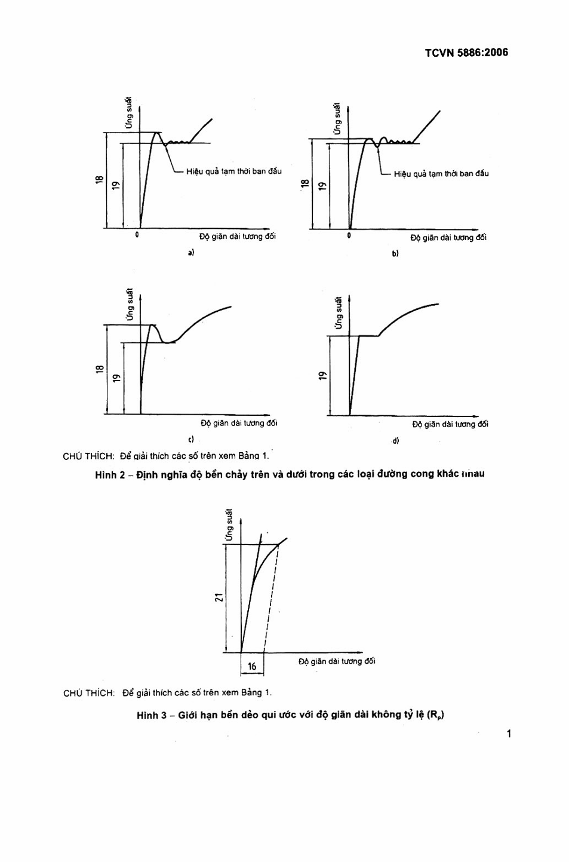 TCVN 5886:2006
Ứng suất
Ứng suất
18
19
Hiệu quả tạm thời ban đầu
18
19
Hiệu quả tạm thời ban đầu
0
Độ giãn dài tương đối
0
Độ giãn dài tương đối
a)
b)
Ứng suất
Ứng suất
18
19
19
Độ giãn dài tương đối
Độ giãn dài tương đối
c)
d)
CHÚ THÍCH: Để giải thích các số trên xem Bảng 1.
Hình 2 – Định nghĩa độ bền chảy trên và dưới trong các loại đường cong khác nhau
Ứng suất
21
16
Độ giãn dài tương đối
CHÚ THÍCH: Để giải thích các số trên xem Bảng 1.
Hình 3 – Giới hạn bền dẻo qui ước với độ giãn dài không tỷ lệ (Rₚ)
1